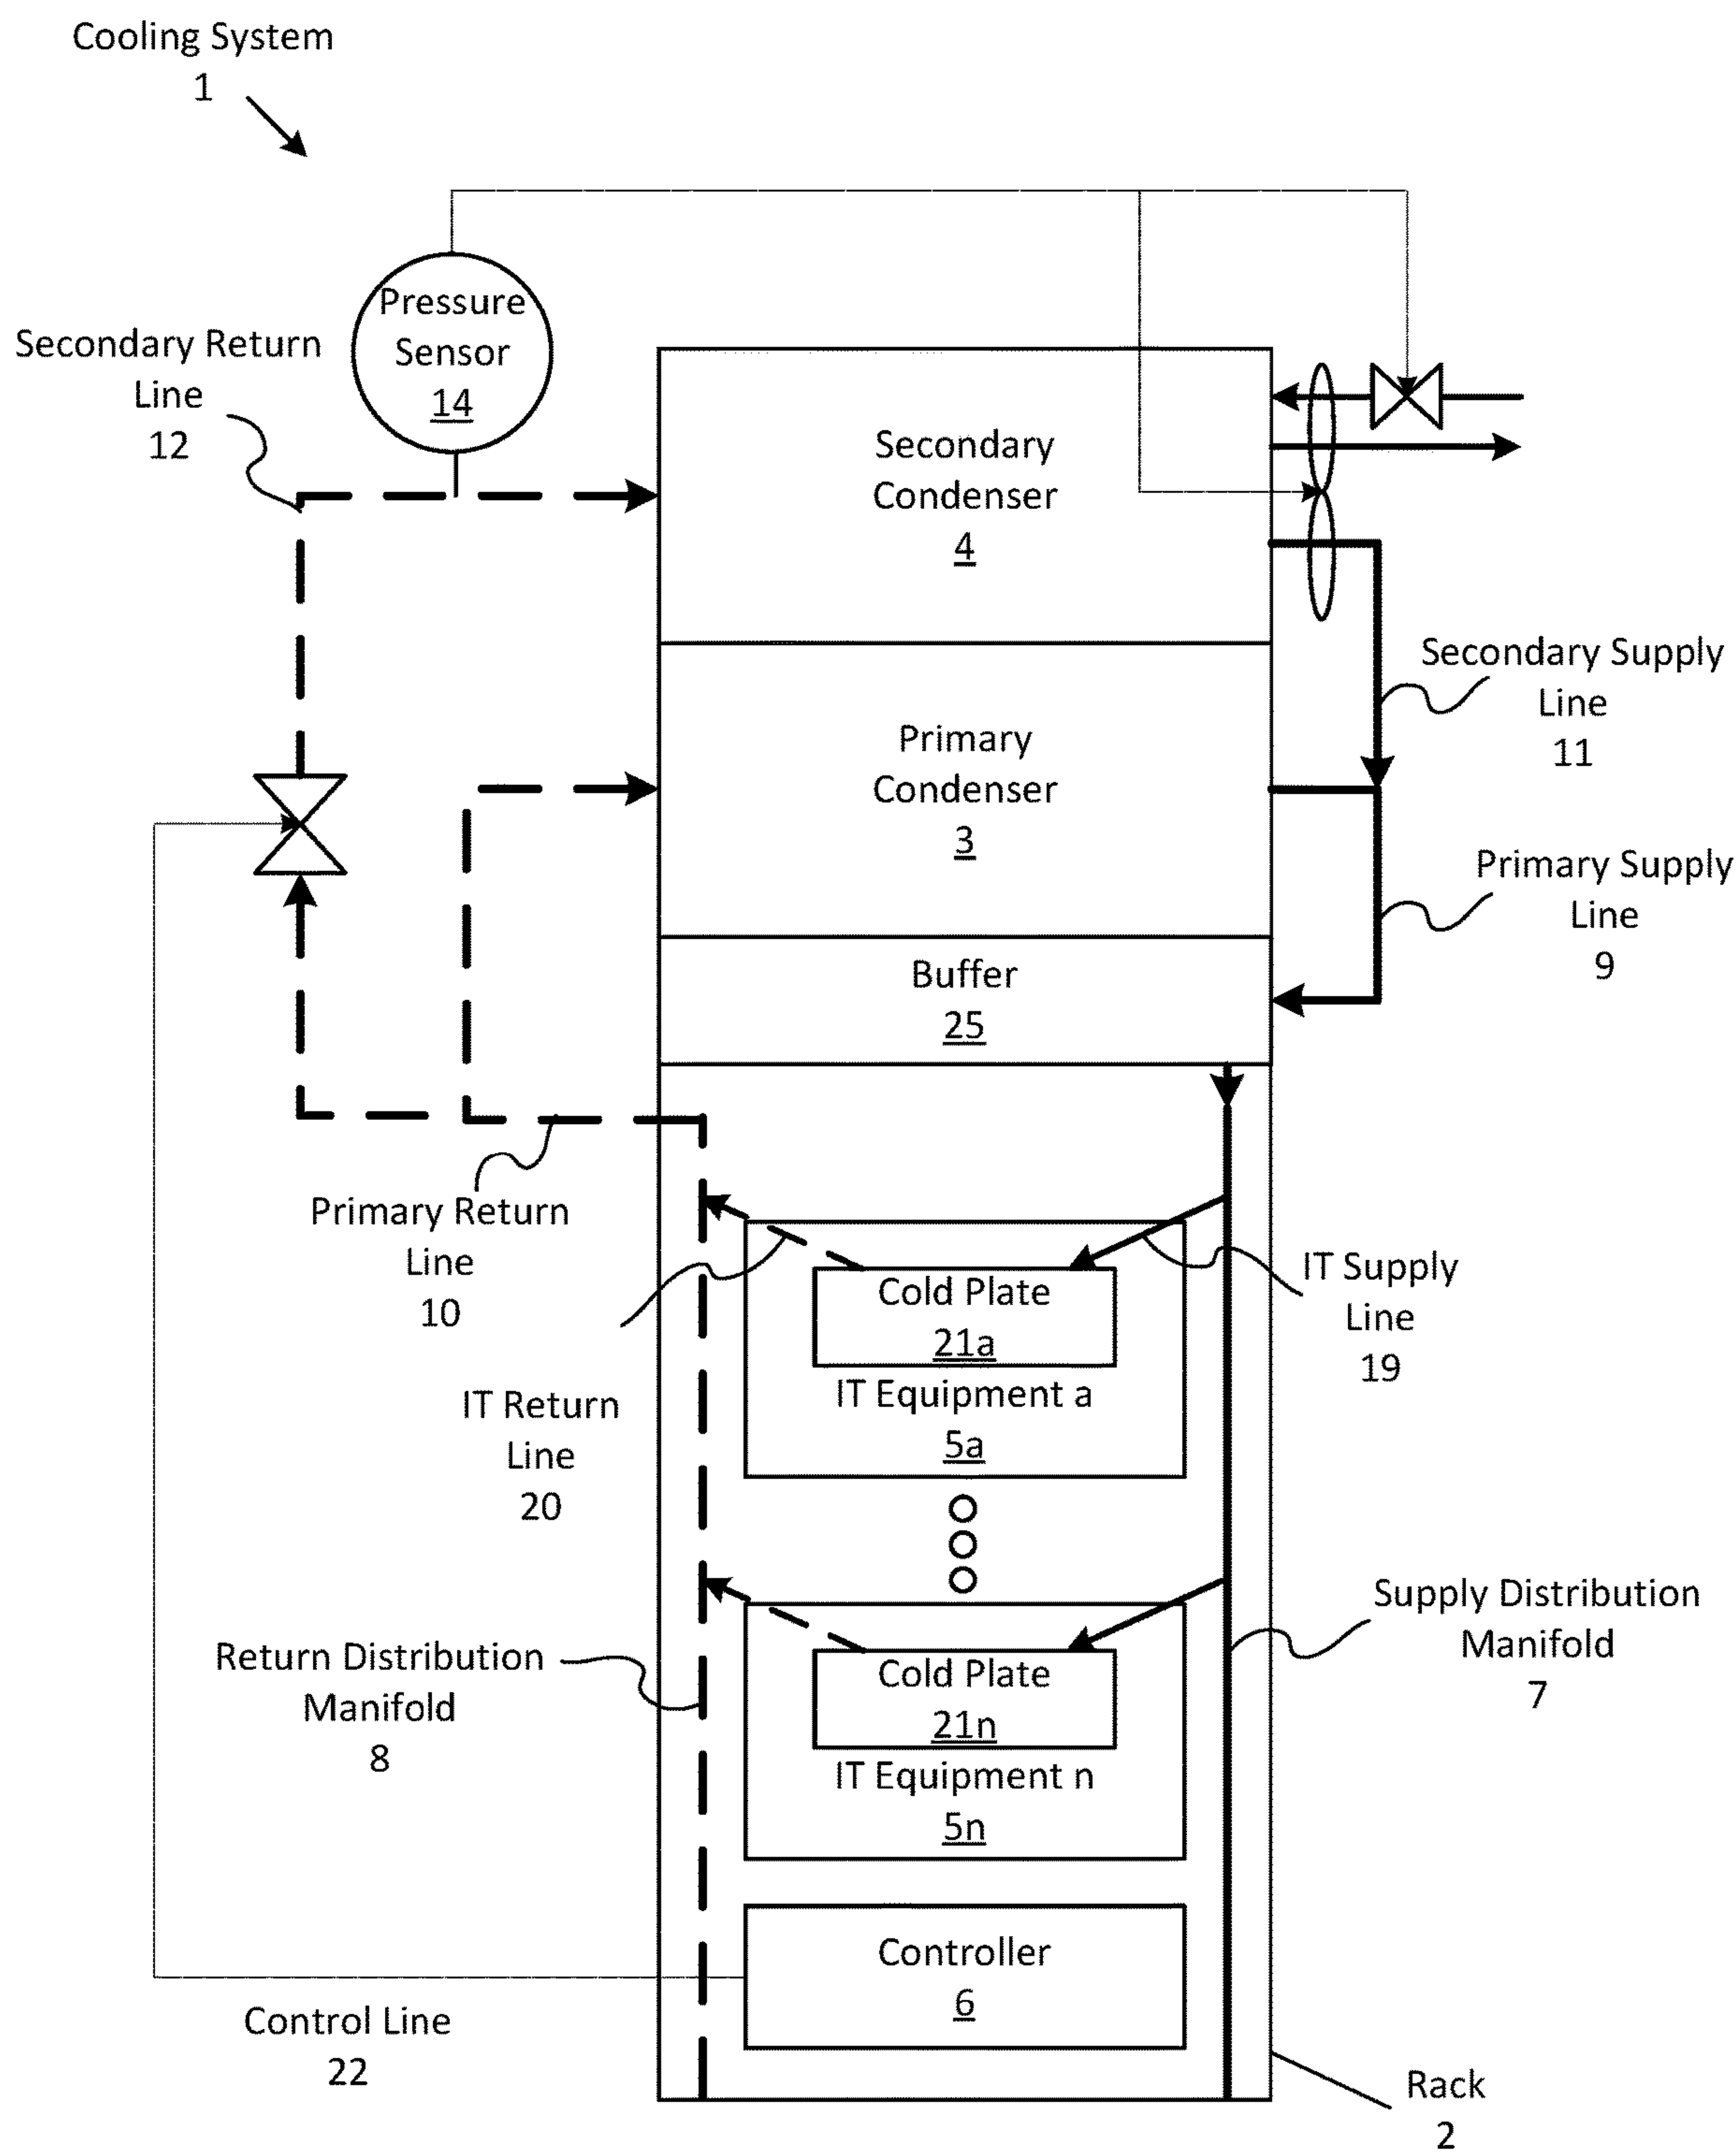 Cooling System
1
Pressure
Sensor
14
Secondary Return
Line
12
Secondary
Condenser
4
Secondary Supply
Line
11
Primary
Condenser
3
Primary Supply
Line
9
Buffer
25
Primary Return
Line
10
IT Supply
Line
19
Cold Plate
21a
IT Equipment a
5a
IT Return
Line
20
Supply Distribution
Manifold
7
Return Distribution
Manifold
8
Cold Plate
21n
IT Equipment n
5n
Controller
6
Control Line
22
Rack
2